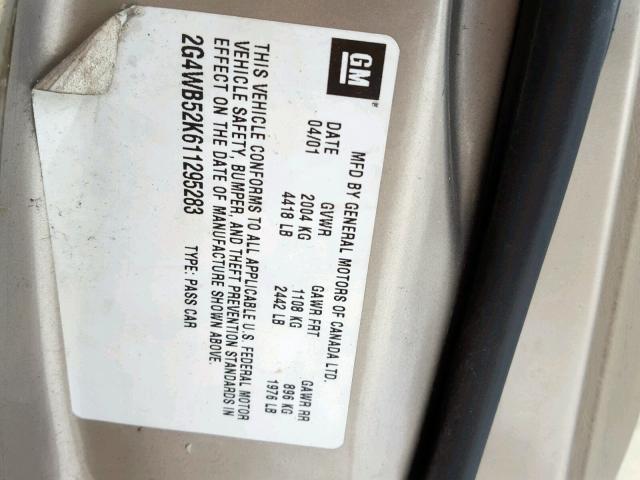 GM
MFD BY GENERAL MOTORS OF CANADA LTD.
DATE GVWR GAWR FRT GAWR RR
04/01 2004 KG 1108 KG 896 KG
4418 LB 2442 LB 1976 LB
THIS VEHICLE CONFORMS TO ALL APPLICABLE U.S. FEDERAL MOTOR
VEHICLE SAFETY, BUMPER, AND THEFT PREVENTION STANDARDS IN
EFFECT ON THE DATE OF MANUFACTURE SHOWN ABOVE.
2G4WB52K611295283 TYPE: PASS CAR